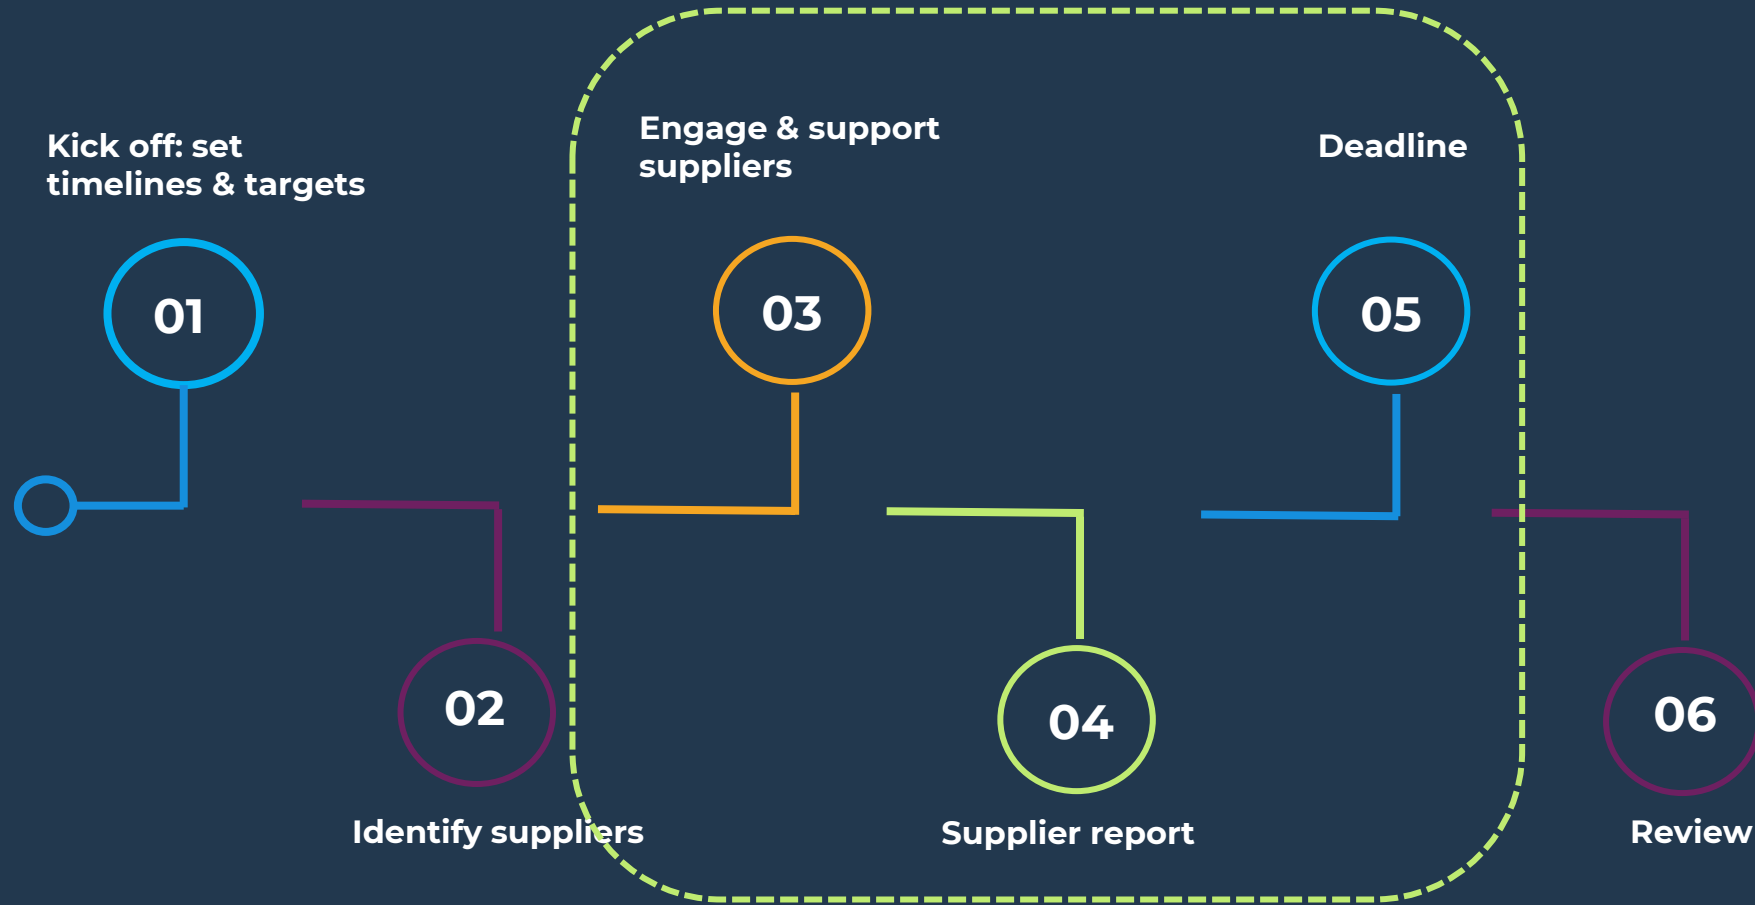 Kick off: set
timelines & targets
01
02
Identify suppliers
Engage & support
suppliers
03
04
Supplier report
Deadline
05
06
Review